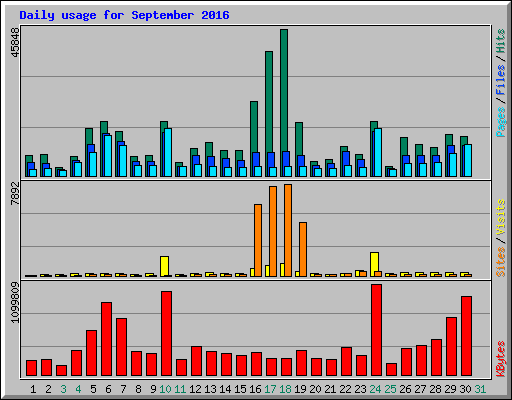 Daily usage for September 2016
45848
Pages / Files / Hits
7892
Sites / Visits
1099809
KBytes
1 2 3 4 5 6 7 8 9 10 11 12 13 14 15 16 17 18 19 20 21 22 23 24 25 26 27 28 29 30 31